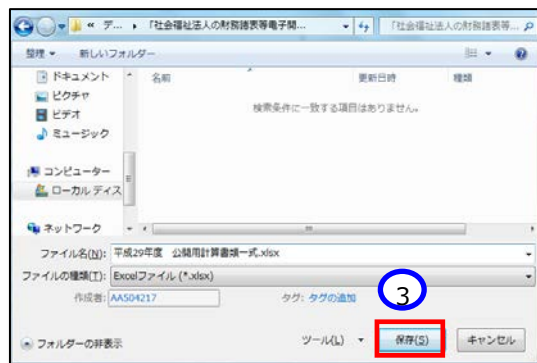 « デ... ▸ 「社会福祉法人の財務諸表等電子開...
「社会福祉法人の財務諸表等...
整理 ▼ 新しいフォルダー
ドキュメント
ピクチャ
ビデオ
ミュージック
コンピューター
ローカル ディス
ネットワーク
名前 更新日時 種類
検索条件に一致する項目はありません。
ファイル名(N): 平成29年度 公開用計算書類一式.xlsx
ファイルの種類(T): Excelファイル (*.xlsx)
作成者: AA504217 タグ: タグの追加
3
フォルダーの非表示 ツール(L) ▼ 保存(S) キャンセル